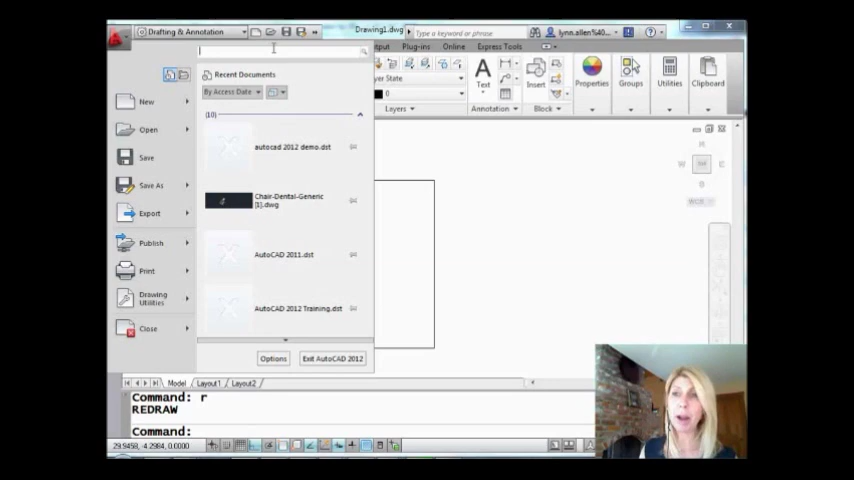 Drafting & Annotation
Drawing1.dwg
Type a keyword or phrase
lynn.allen%40...
Plug-ins
Online
Express Tools
Recent Documents
By Access Date
(10)
autocad 2012 demo.dst
Chair-Dental-Generic
[1].dwg
AutoCAD 2011.dst
AutoCAD 2012 Training.dst
New
Open
Save
Save As
Export
Publish
Print
Drawing
Utilities
Close
Options
Exit AutoCAD 2012
0
Layers
Text
Annotation
Insert
Block
Properties
Groups
Utilities
Clipboard
WCS
Model
Layout1
Layout2
Command: r
REDRAW
Command:
29.9458, -4.2984, 0.0000